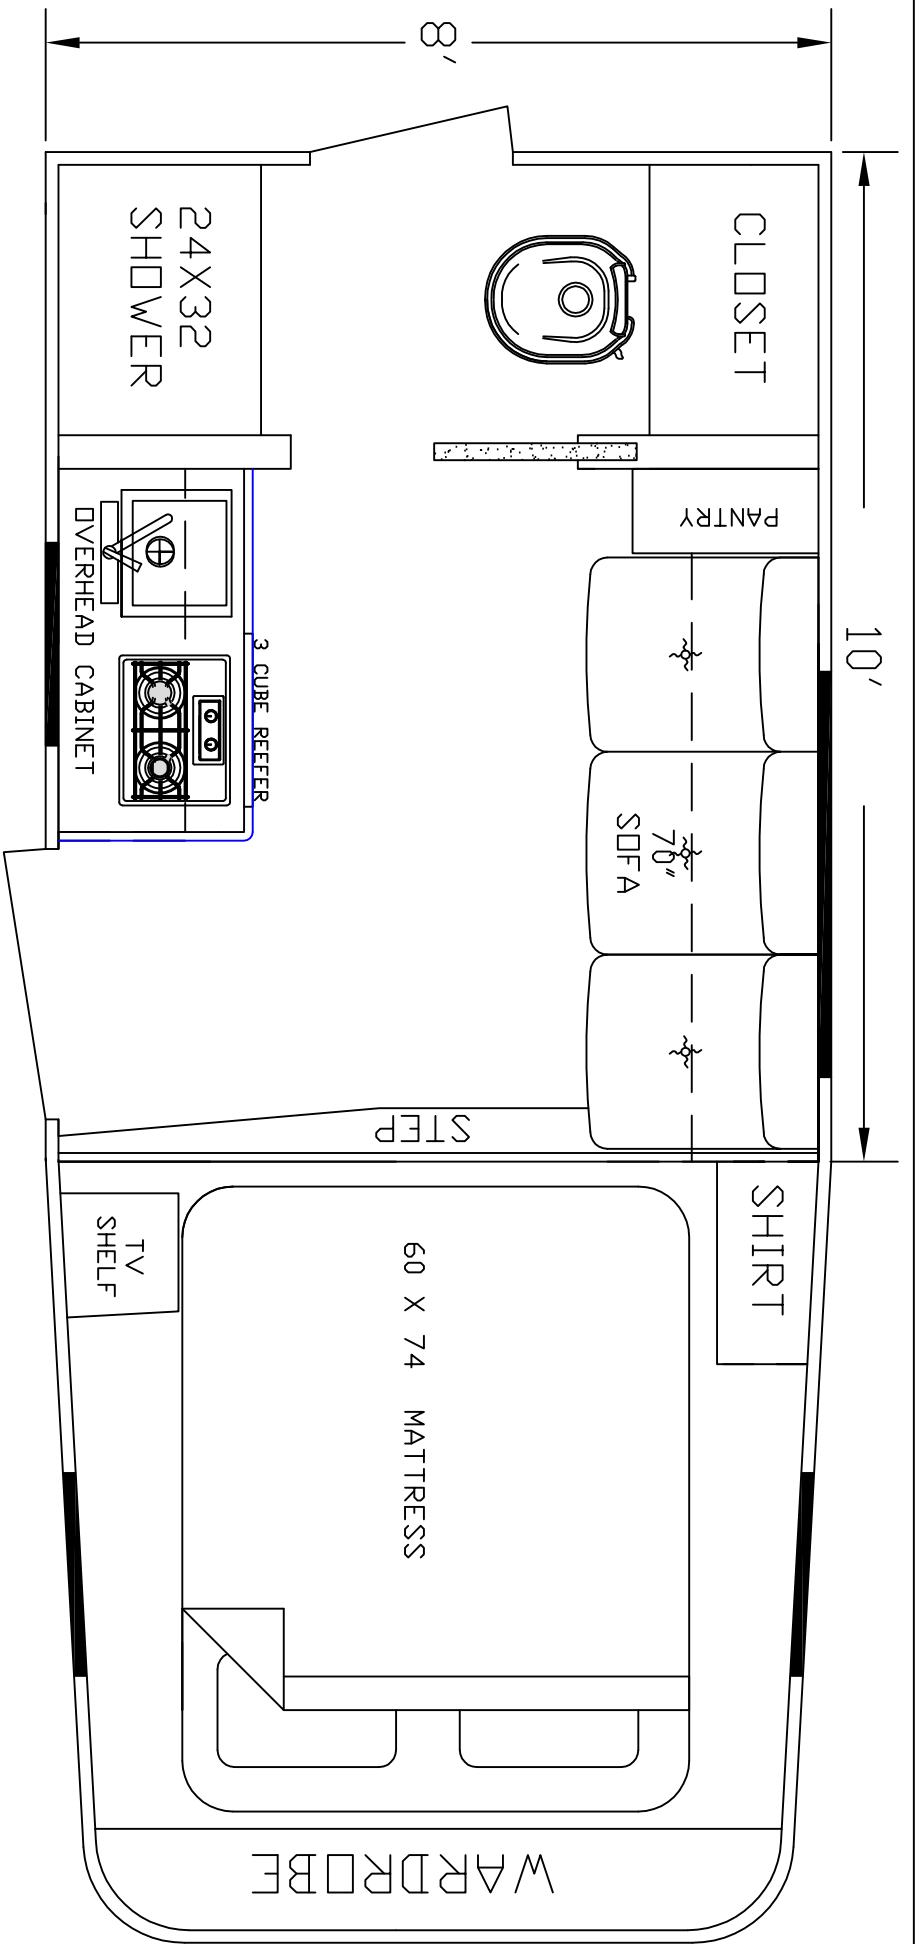 8'
10'
CLOSET
24X32
SHOWER
PANTRY
OVERHEAD CABINET
3 CUBE REEFER
70"
SOFA
STEP
SHIRT
TV
SHELF
60 X 74 MATTRESS
WARDROBE